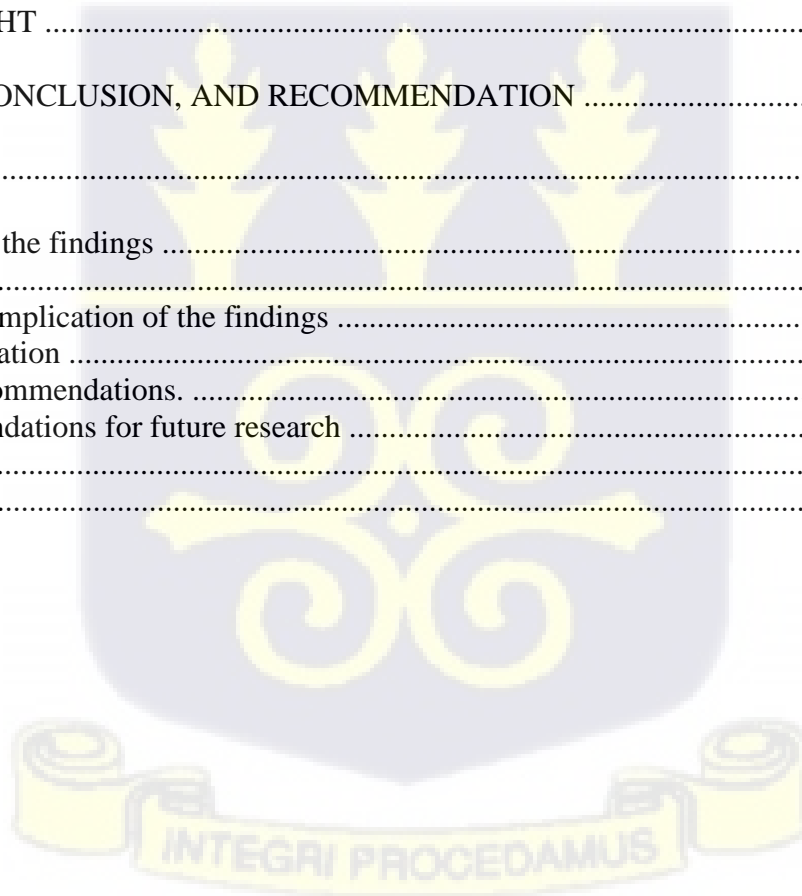 HT ................................................................................................
ONCLUSION, AND RECOMMENDATION ...........................
................................................................................................
the findings ................................................................................
................................................................................................
mplication of the findings ..........................................................
ation ............................................................................................
ommendations. ............................................................................
ndations for future research .......................................................
................................................................................................
................................................................................................
INTEGRI PROCEDAMUS